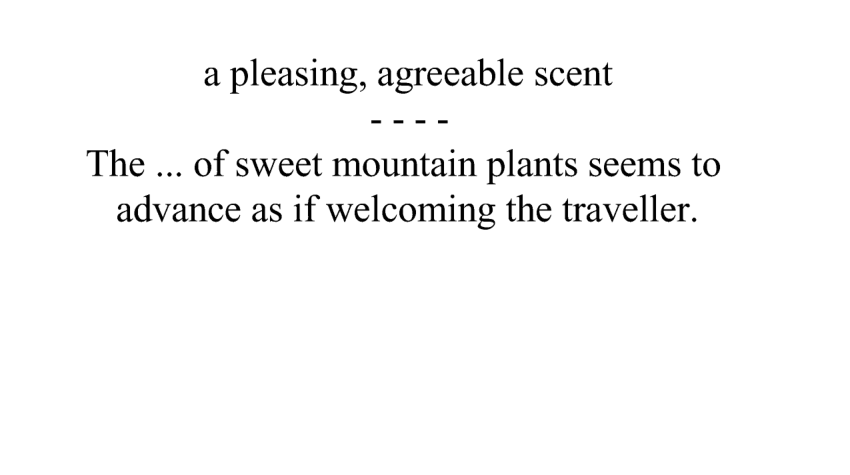 a pleasing, agreeable scent
- - - -
The ... of sweet mountain plants seems to
advance as if welcoming the traveller.